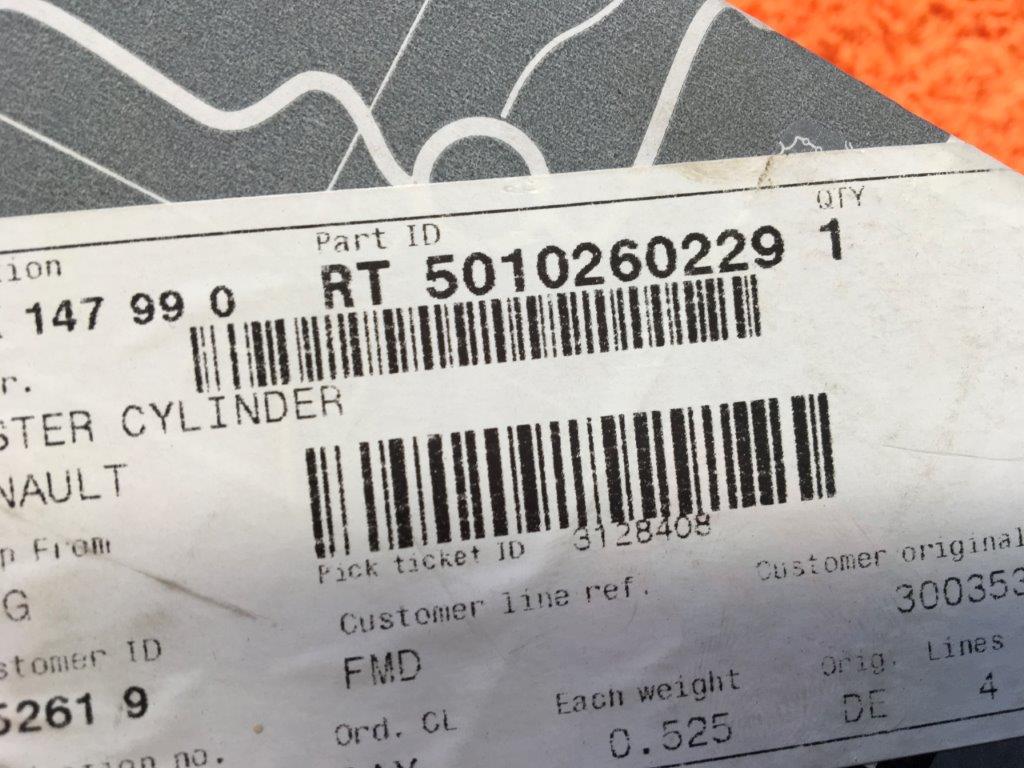 Part ID QTY
RT 5010260229 1
147 99 0
r.
STER CYLINDER
NAULT
p From
G
Pick ticket ID 3128408
Customer line ref. Customer original
FMD 300353
stomer ID
5261 9
Each weight Orig. Lines
0.525 DE 4
Ord. CL
no.